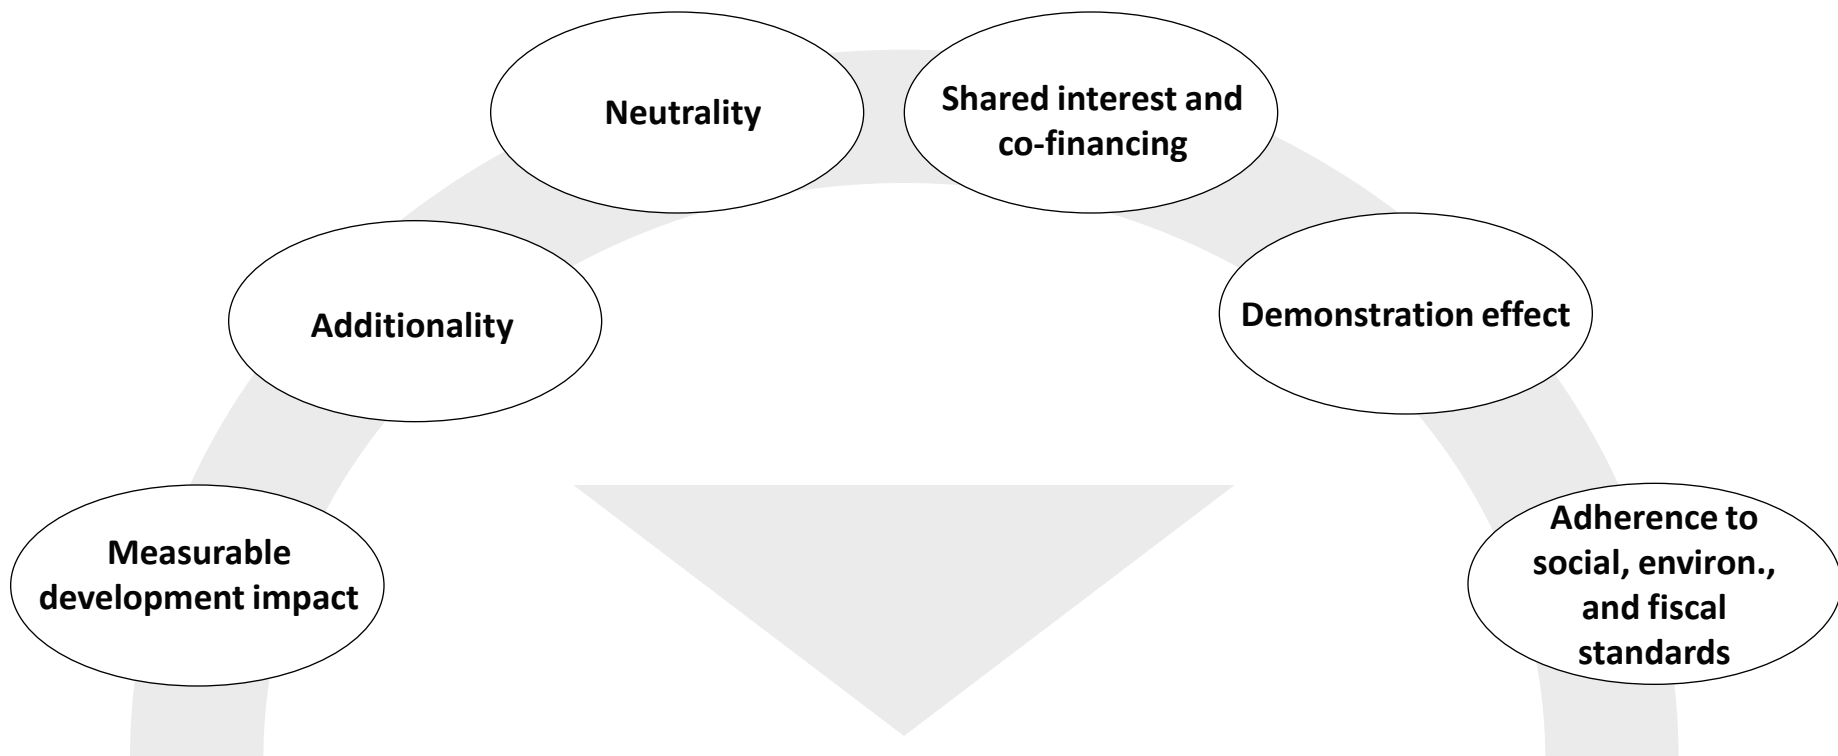 Neutrality
Shared interest and
co-financing
Additionality
Demonstration effect
Measurable
development impact
Adherence to
social, environ.,
and fiscal
standards